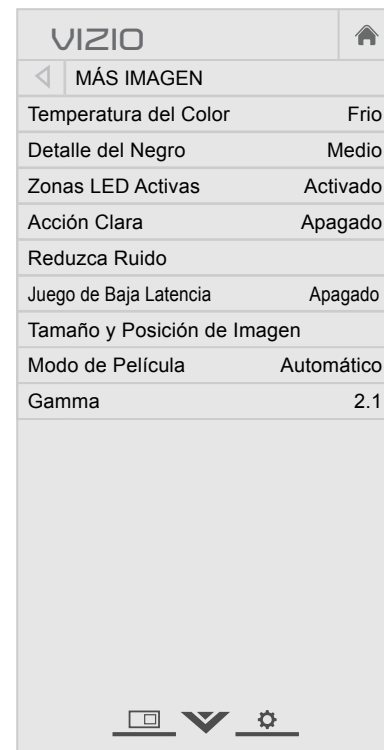 VIZIO
MÁS IMAGEN
Temperatura del Color Frio
Detalle del Negro Medio
Zonas LED Activas Activado
Acción Clara Apagado
Reduzca Ruido
Juego de Baja Latencia Apagado
Tamaño y Posición de Imagen
Modo de Película Automático
Gamma 2.1